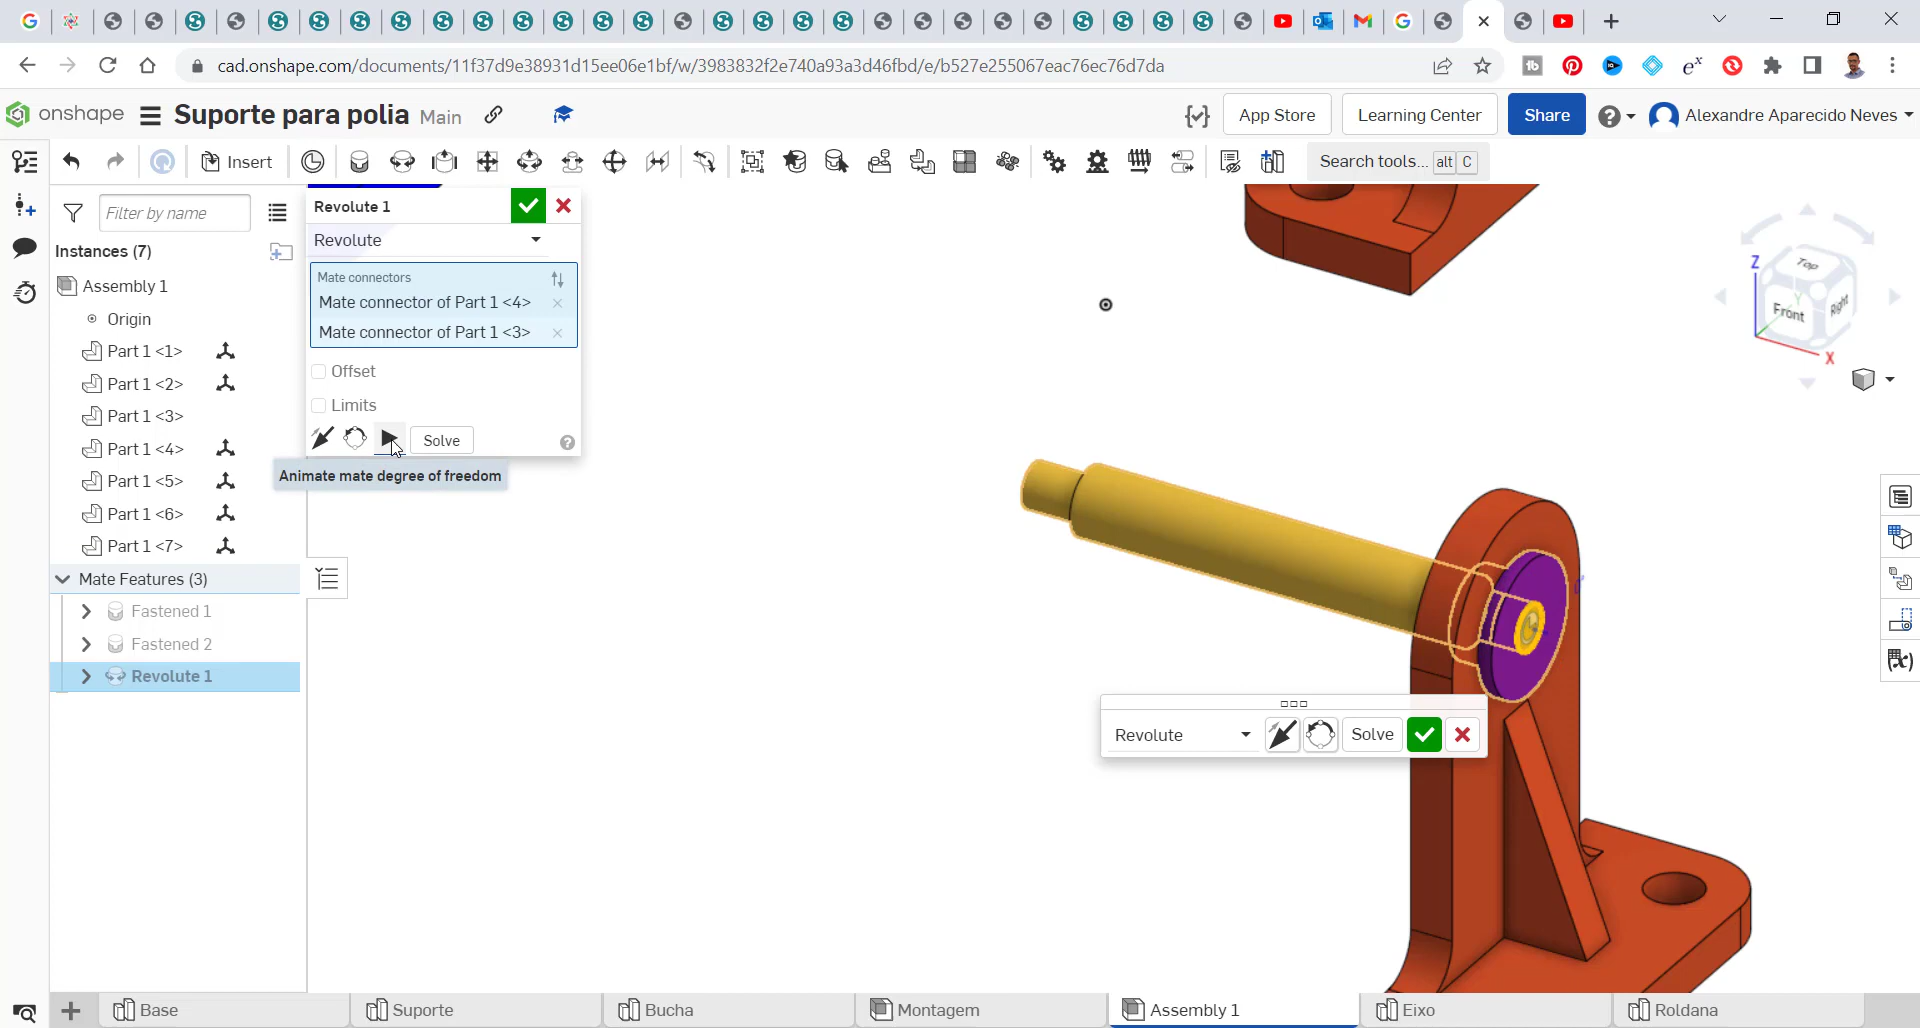 cad.onshape.com/documents/11f37d9e38931d15ee06e1bf/w/3983832f2e740a93a3d46fbd/e/b527e255067eac76ec76d7da
onshape Suporte para polia Main
App Store Learning Center Share Alexandre Aparecido Neves
Insert
Search tools... alt C
Filter by name
Instances (7)
Assembly 1
Origin
Part 1 <1>
Part 1 <2>
Part 1 <3>
Part 1 <4>
Part 1 <5>
Part 1 <6>
Part 1 <7>
Mate Features (3)
Fastened 1
Fastened 2
Revolute 1
Revolute 1
Revolute
Mate connectors
Mate connector of Part 1 <4>
Mate connector of Part 1 <3>
Offset
Limits
Solve
Animate mate degree of freedom
Z
Top
Y
Front
Right
X
Revolute Solve
Base Suporte Bucha Montagem Assembly 1 Eixo Roldana